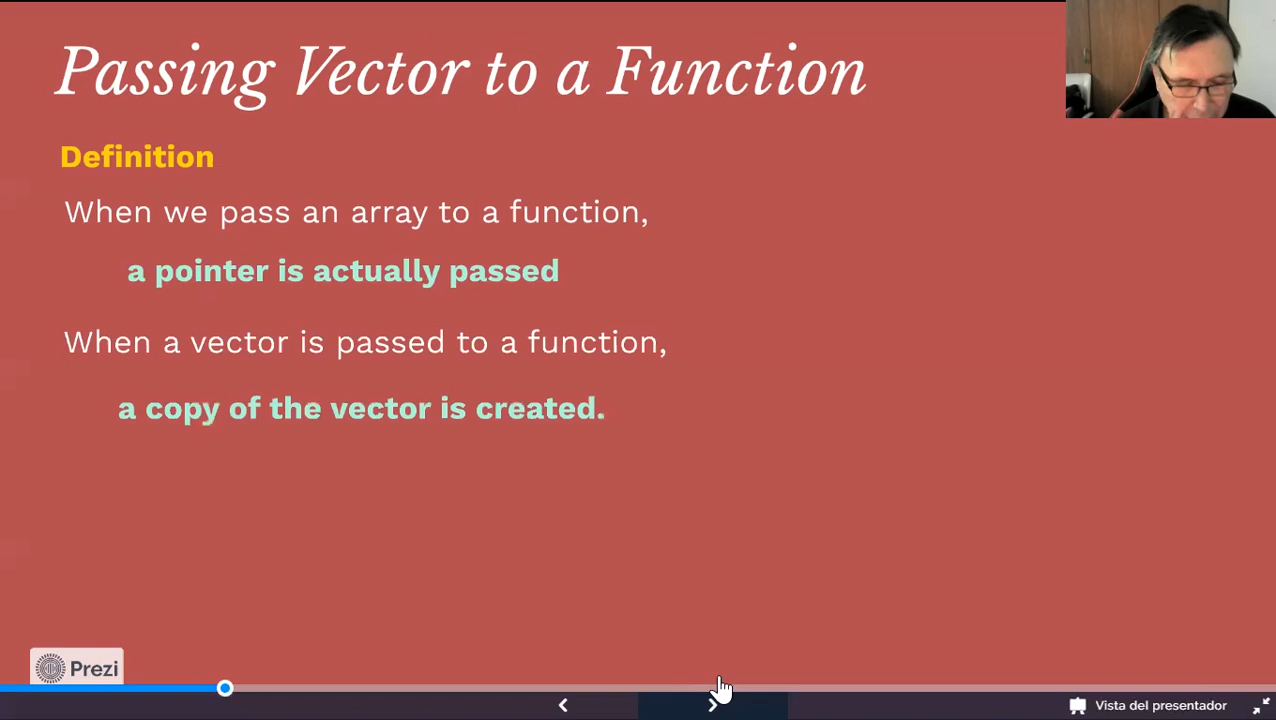 Passing Vector to a Function
Definition
When we pass an array to a function,
a pointer is actually passed
When a vector is passed to a function,
a copy of the vector is created.
Prezi
Vista del presentador